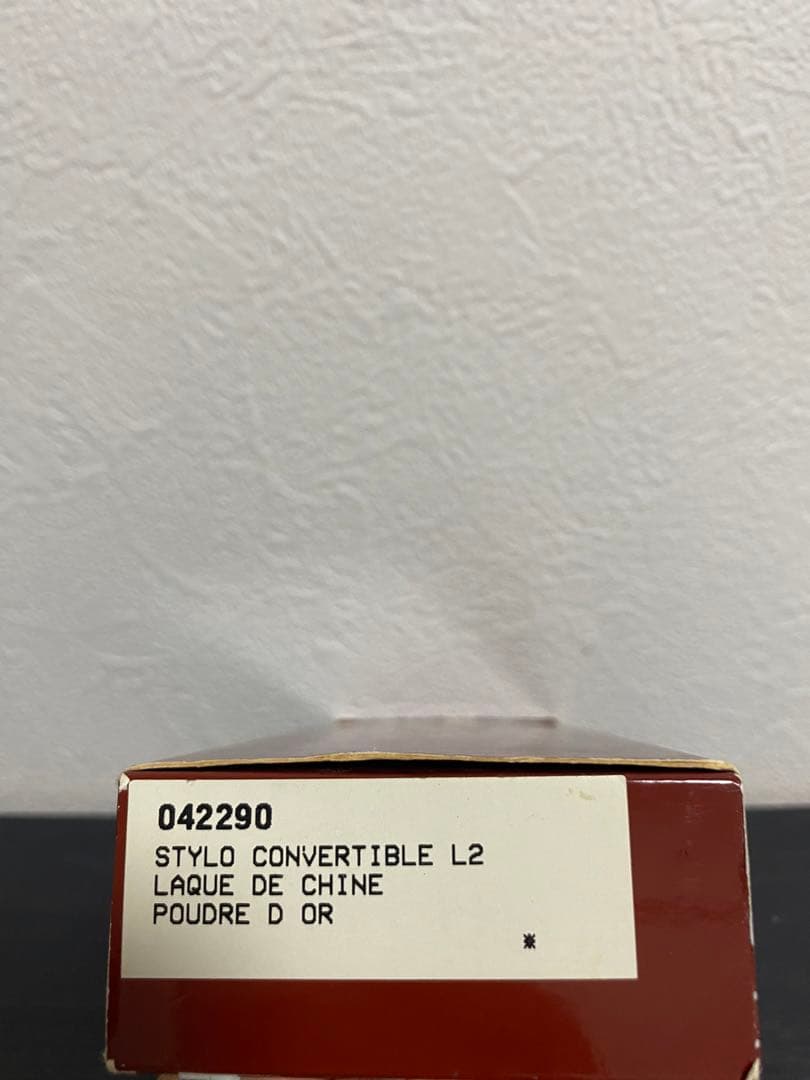 042290
STYLO CONVERTIBLE L2
LAQUE DE CHINE
POUDRE D OR
*